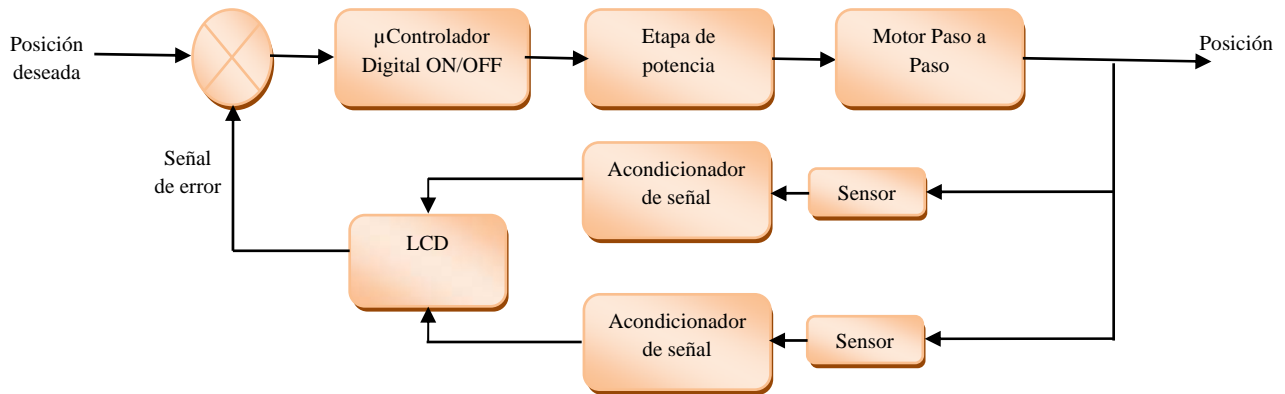 Posición
deseada
µControlador
Digital ON/OFF
Etapa de
potencia
Motor Paso a
Paso
Posición
Señal
de error
Acondicionador
de señal
Sensor
LCD
Acondicionador
de señal
Sensor